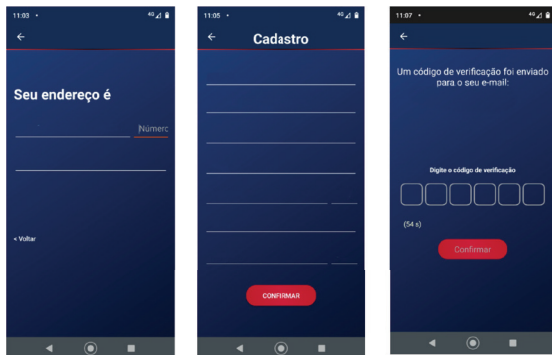 11:03
4G
Seu endereço é
Número
< Voltar
11:05
4G
Cadastro
CONFIRMAR
11:07
4G
Um código de verificação foi enviado
para o seu e-mail:
Digite o código de verificação
(54 s)
Confirmar